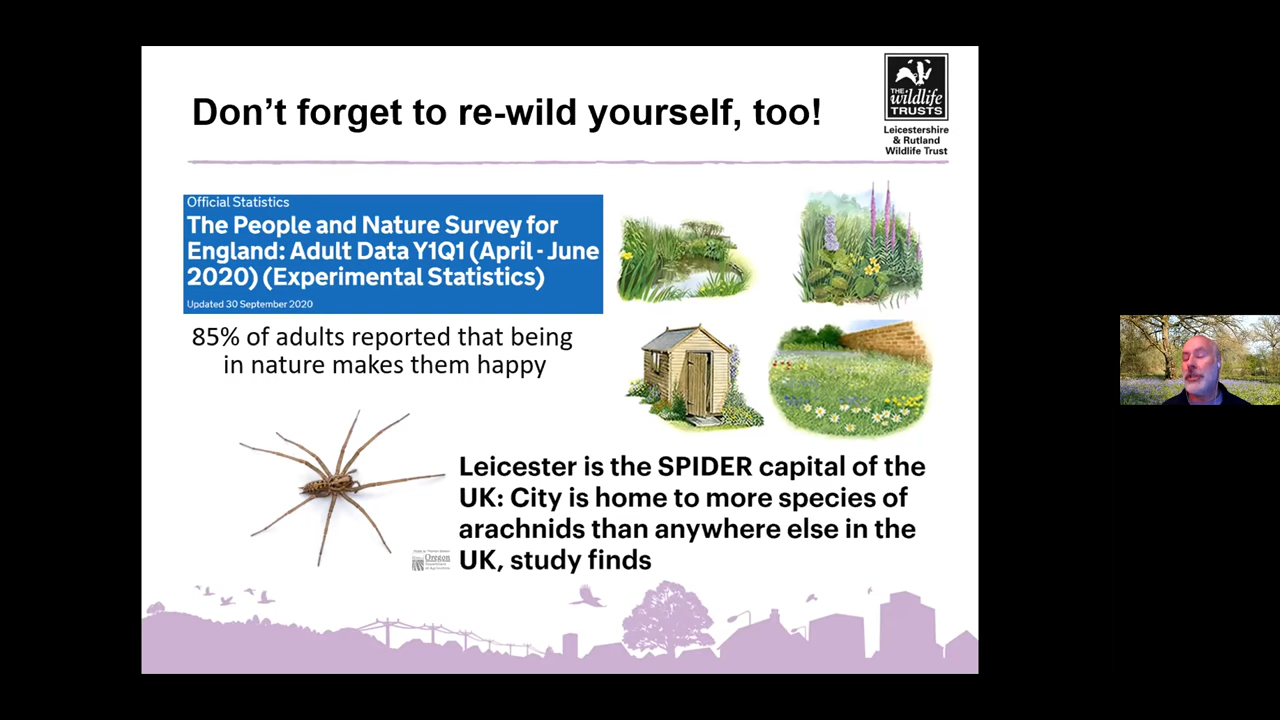 Don't forget to re-wild yourself, too!
THE
wildlife
TRUSTS
Leicestershire
& Rutland
Wildlife Trust
Official Statistics
The People and Nature Survey for
England: Adult Data Y1Q1 (April - June
2020) (Experimental Statistics)
Updated 30 September 2020
85% of adults reported that being
in nature makes them happy
Leicester is the SPIDER capital of the
UK: City is home to more species of
arachnids than anywhere else in the
UK, study finds
Oregon